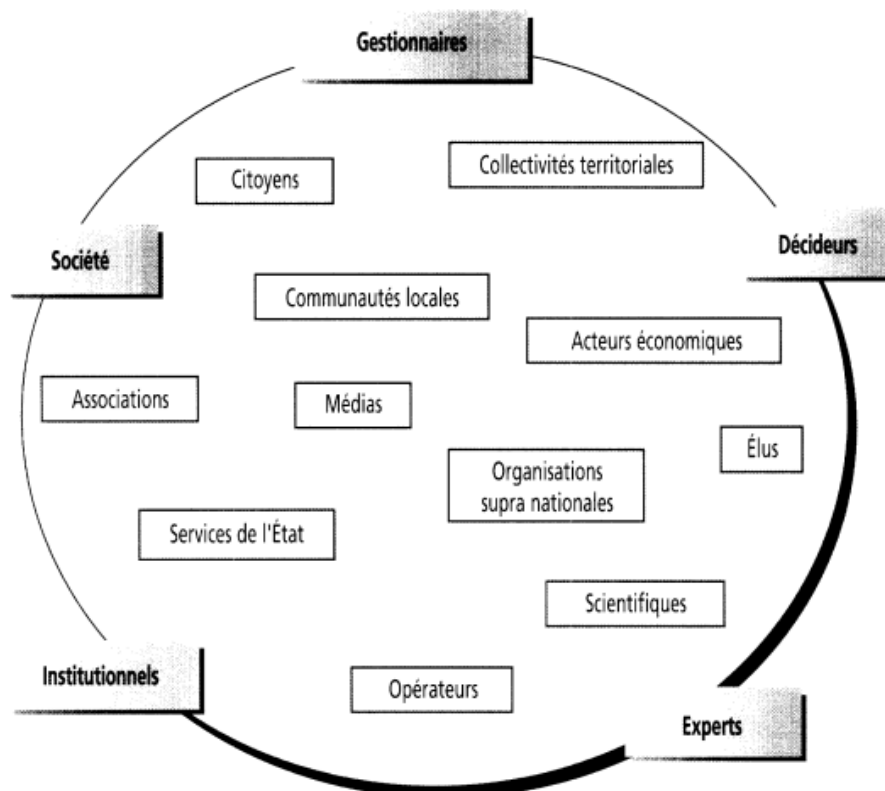 Gestionnaires
Citoyens
Collectivités territoriales
Société
Décideurs
Communautés locales
Acteurs économiques
Associations
Médias
Élus
Organisations
supra nationales
Services de l'État
Scientifiques
Institutionnels
Opérateurs
Experts